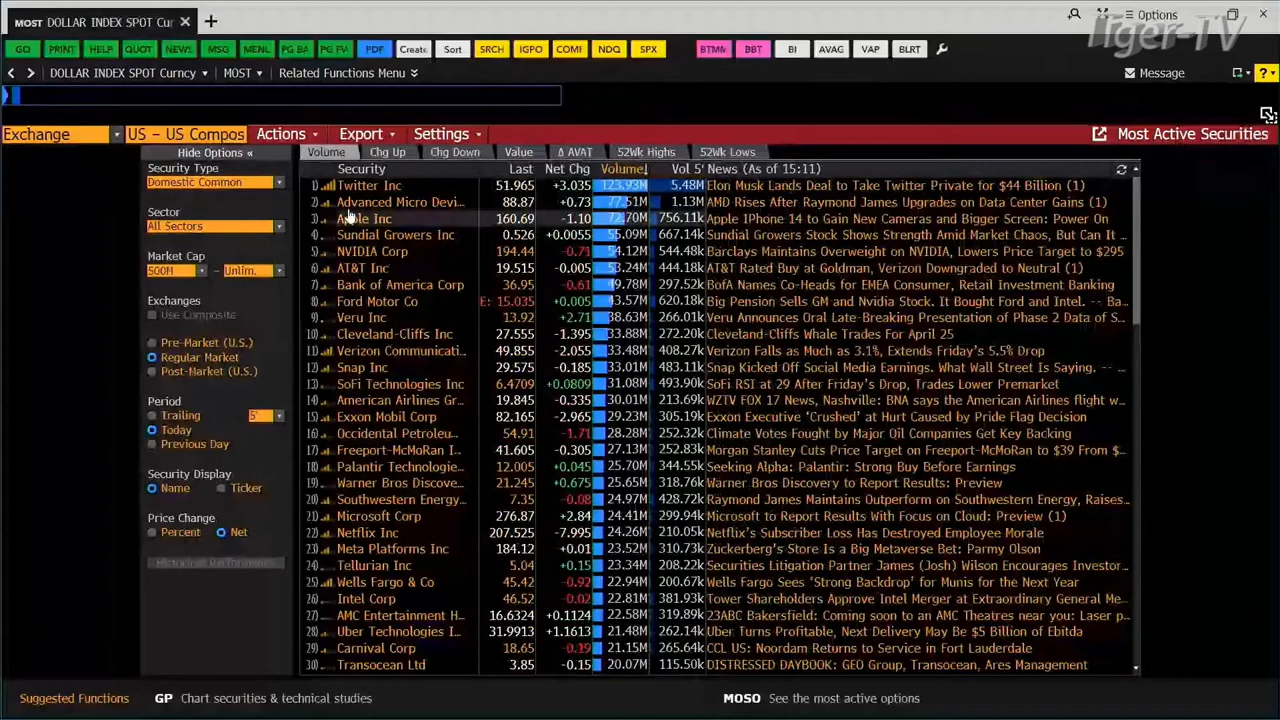 MOST DOLLAR INDEX SPOT Cur
Options
Tiger-TV
GO PRINT HELP QUOT NEWS MSG MENL PG BA PG FV PDF Create Sort SRCH IGPO COMF NDQ SPX BTMM BBT BI AVAG VAP BLRT
DOLLAR INDEX SPOT Curncy MOST Related Functions Menu Message ?
Exchange US - US Compos Actions Export Settings Most Active Securities
Hide Options « Volume Chg Up Chg Down Value Δ AVAT 52Wk Highs 52Wk Lows
Security Last Net Chg Volume↓ Vol 5' News (As of 15:11)
1) Twitter Inc 51.965 +3.035 123.93M 5.48M Elon Musk Lands Deal to Take Twitter Private for $44 Billion (1)
2) Advanced Micro Devi… 88.87 +0.73 77.51M 1.13M AMD Rises After Raymond James Upgrades on Data Center Gains (1)
3) Apple Inc 160.69 -1.10 72.70M 756.11k Apple IPhone 14 to Gain New Cameras and Bigger Screen: Power On
4) Sundial Growers Inc 0.526 +0.0055 55.09M 667.14k Sundial Growers Stock Shows Strength Amid Market Chaos, But Can It …
5) NVIDIA Corp 194.44 -0.71 54.12M 544.48k Barclays Maintains Overweight on NVIDIA, Lowers Price Target to $295
6) AT&T Inc 19.515 -0.005 53.24M 444.18k AT&T Rated Buy at Goldman, Verizon Downgraded to Neutral (1)
7) Bank of America Corp 36.95 -0.61 49.78M 297.52k BofA Names Co-Heads for EMEA Consumer, Retail Investment Banking
8) Ford Motor Co E: 15.035 +0.005 43.57M 620.18k Big Pension Sells GM and Nvidia Stock. It Bought Ford and Intel. -- Ba…
9) Veru Inc 13.92 +2.71 38.63M 266.01k Veru Announces Oral Late-Breaking Presentation of Phase 2 Data of S…
10) Cleveland-Cliffs Inc 27.555 -1.395 33.88M 272.20k Cleveland-Cliffs Whale Trades For April 25
11) Verizon Communicati… 49.855 -2.055 33.48M 408.27k Verizon Falls as Much as 3.1%, Extends Friday's 5.5% Drop
12) Snap Inc 29.575 -0.185 33.01M 483.11k Snap Kicked Off Social Media Earnings. What Wall Street Is Saying. -- …
13) SoFi Technologies Inc 6.4709 +0.0809 31.08M 493.90k SoFi RSI at 29 After Friday's Drop, Trades Lower Premarket
14) American Airlines Gr… 19.845 -0.335 30.01M 213.69k WZTV FOX 17 News, Nashville: BNA says the American Airlines flight w…
15) Exxon Mobil Corp 82.165 -2.965 29.23M 305.19k Exxon Executive 'Crushed' at Hurt Caused by Pride Flag Decision
16) Occidental Petroleu… 54.91 -1.71 28.28M 252.32k Climate Votes Fought by Major Oil Companies Get Key Backing
17) Freeport-McMoRan I… 41.605 -0.305 27.13M 252.83k Morgan Stanley Cuts Price Target on Freeport-McMoRan to $39 From $…
18) Palantir Technologie… 12.005 +0.045 25.70M 344.55k Seeking Alpha: Palantir: Strong Buy Before Earnings
19) Warner Bros Discove… 21.245 +0.675 25.65M 318.76k Warner Bros Discovery to Report Results: Preview
20) Southwestern Energy… 7.35 -0.08 24.97M 428.72k Raymond James Maintains Outperform on Southwestern Energy, Raises…
21) Microsoft Corp 276.87 +2.84 24.41M 299.94k Microsoft to Report Results With Focus on Cloud: Preview (1)
22) Netflix Inc 207.525 -7.995 24.26M 210.05k Netflix's Subscriber Loss Has Destroyed Employee Morale
23) Meta Platforms Inc 184.12 +0.01 23.52M 310.73k Zuckerberg's Store Is a Big Metaverse Bet: Parmy Olson
24) Tellurian Inc 5.04 +0.15 23.34M 208.22k Securities Litigation Partner James (Josh) Wilson Encourages Investor…
25) Wells Fargo & Co 45.42 -0.92 22.94M 200.67k Wells Fargo Sees 'Strong Backdrop' for Munis for the Next Year
26) Intel Corp 46.52 -0.02 22.81M 381.93k Tower Shareholders Approve Intel Merger at Extraordinary General Me…
27) AMC Entertainment H… 16.6324 +0.1124 22.58M 319.89k 23ABC Bakersfield: Coming soon to an AMC Theatres near you: Laser p…
28) Uber Technologies I… 31.9913 +1.1613 21.48M 262.14k Uber Turns Profitable, Next Delivery May Be $5 Billion of Ebitda
29) Carnival Corp 18.65 -0.19 21.15M 265.64k CCL US: Noordam Returns to Service in Fort Lauderdale
30) Transocean Ltd 3.85 -0.15 20.07M 115.50k DISTRESSED DAYBOOK: GEO Group, Transocean, Ares Management
Security Type
Domestic Common
Sector
All Sectors
Market Cap
500M - Unlim.
Exchanges
Use Composite
Pre-Market (U.S.)
Regular Market
Post-Market (U.S.)
Period
Trailing 5'
Today
Previous Day
Security Display
Name Ticker
Price Change
Percent Net
Suggested Functions GP Chart securities & technical studies MOSO See the most active options